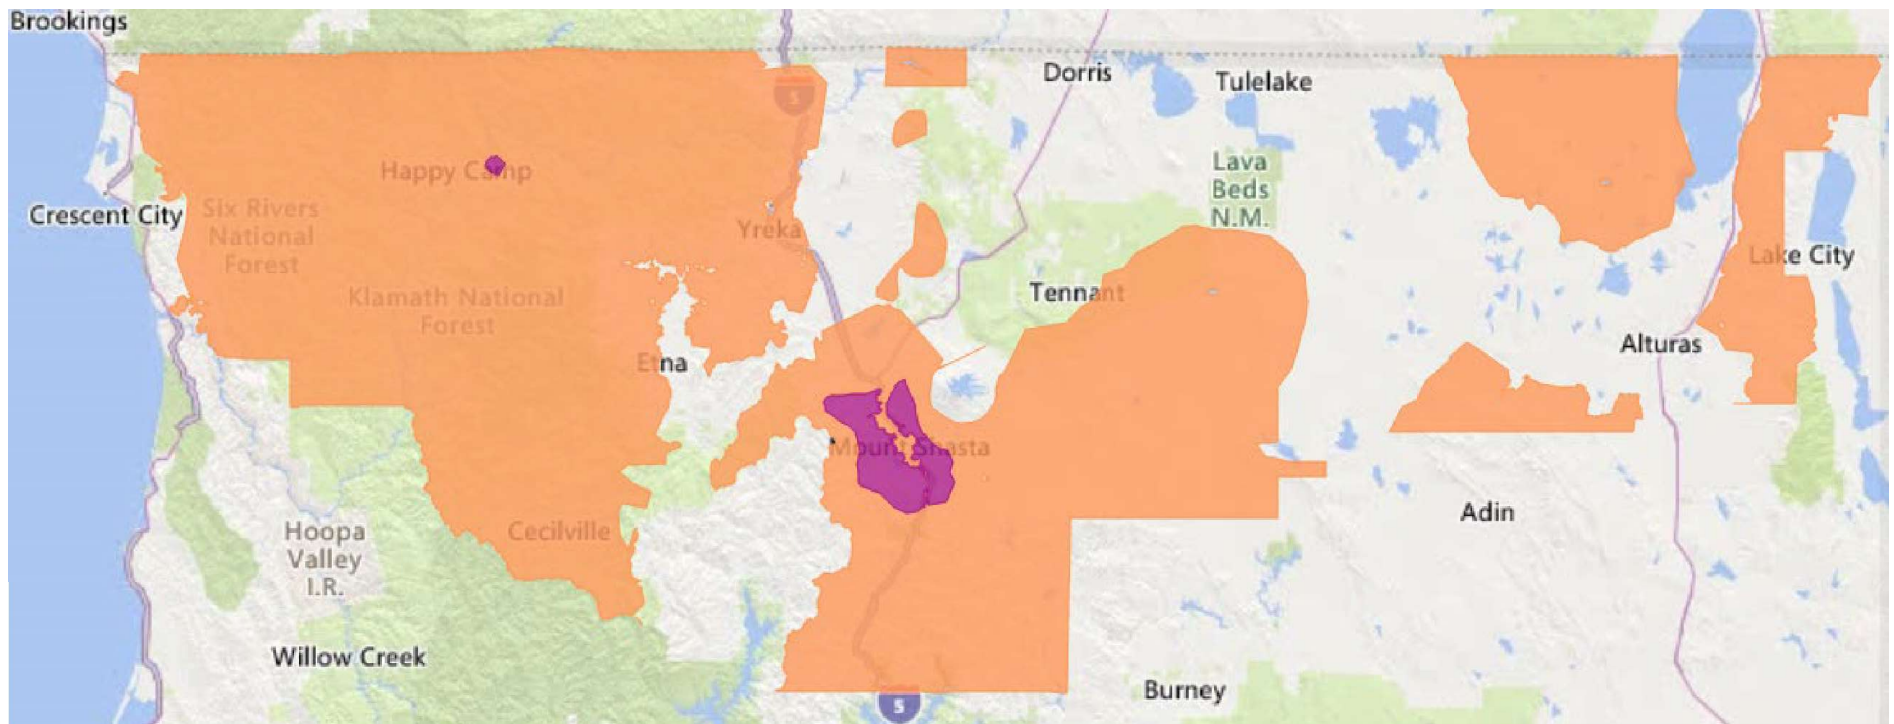 Brookings
Dorris
Tulelake
5
Happy Camp
Lava
Beds
N.M.
Crescent City
Six Rivers
National
Forest
Yreka
Lake City
Klamath National
Forest
Tennant
Etna
Alturas
Mount Shasta
Adin
Hoopa
Valley
I.R.
Cecilville
Willow Creek
Burney
5